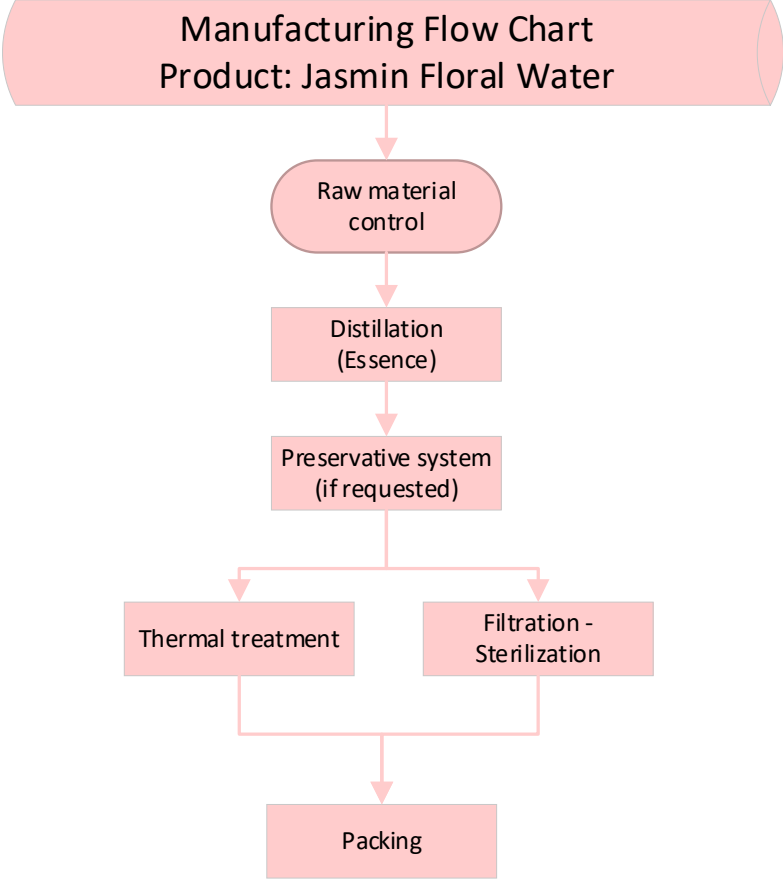 Manufacturing Flow Chart
Product: Jasmin Floral Water
Raw material
control
Distillation
(Essence)
Preservative system
(if requested)
Thermal treatment
Filtration -
Sterilization
Packing